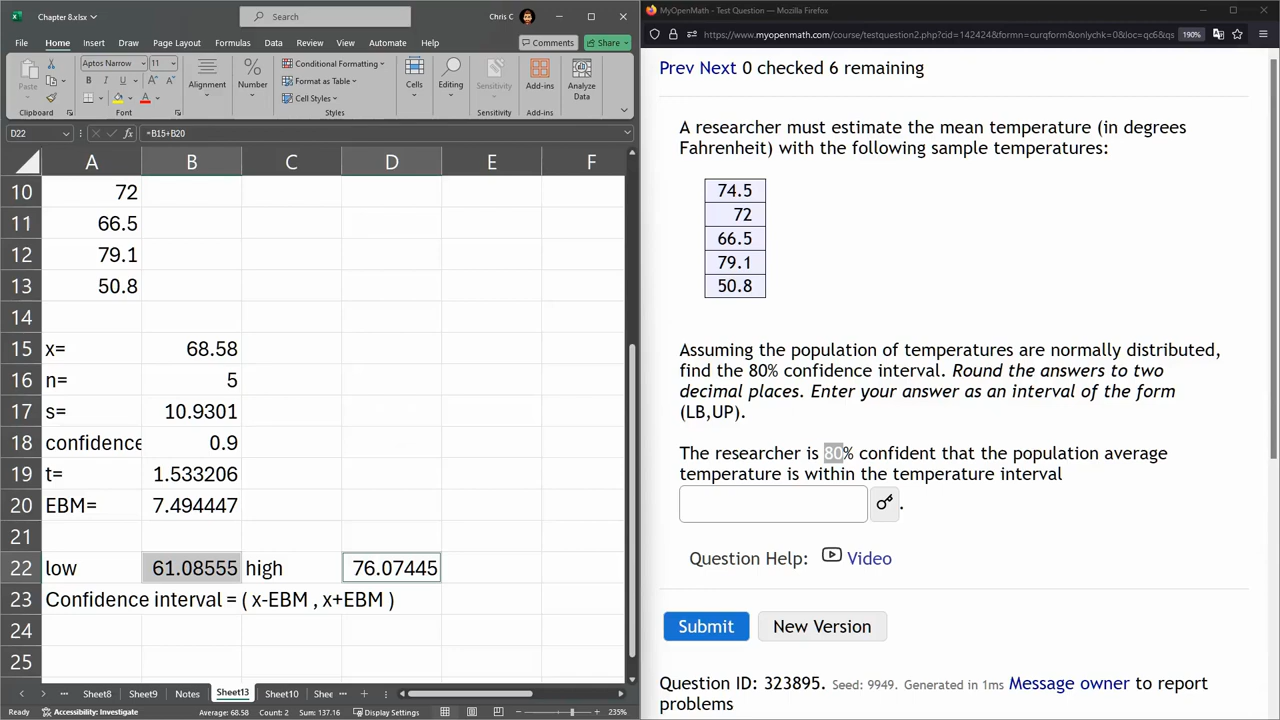 Chapter 8.xlsx
Search
Chris C
File Home Insert Draw Page Layout Formulas Data Review View Automate Help
Comments
Share
Paste
Clipboard
Aptos Narrow 11
B I U
Font
Alignment
Number
Conditional Formatting
Format as Table
Cell Styles
Styles
Cells
Editing
Sensitivity
Sensitivity
Add-ins
Add-ins
Analyze
Data
D22
fx =B15+B20
A B C D E F
10 72
11 66.5
12 79.1
13 50.8
14
15 x= 68.58
16 n= 5
17 s= 10.9301
18 confidence 0.9
19 t= 1.533206
20 EBM= 7.494447
21
22 low 61.08555 high 76.07445
23 Confidence interval = ( x-EBM , x+EBM )
24
25
... Sheet8 Sheet9 Notes Sheet13 Sheet10 Shee ...
Ready Accessibility: Investigate Average: 68.58 Count: 2 Sum: 137.16 Display Settings 235%
MyOpenMath - Test Question — Mozilla Firefox
https://www.myopenmath.com/course/testquestion2.php?cid=142424&formn=curqform&onlychk=0&loc=qc6&qs 190%
Prev Next 0 checked 6 remaining
A researcher must estimate the mean temperature (in degrees
Fahrenheit) with the following sample temperatures:
74.5
72
66.5
79.1
50.8
Assuming the population of temperatures are normally distributed,
find the 80% confidence interval. Round the answers to two
decimal places. Enter your answer as an interval of the form
(LB,UP).
The researcher is 80% confident that the population average
temperature is within the temperature interval
.
Question Help: Video
Submit New Version
Question ID: 323895. Seed: 9949. Generated in 1ms Message owner to report
problems